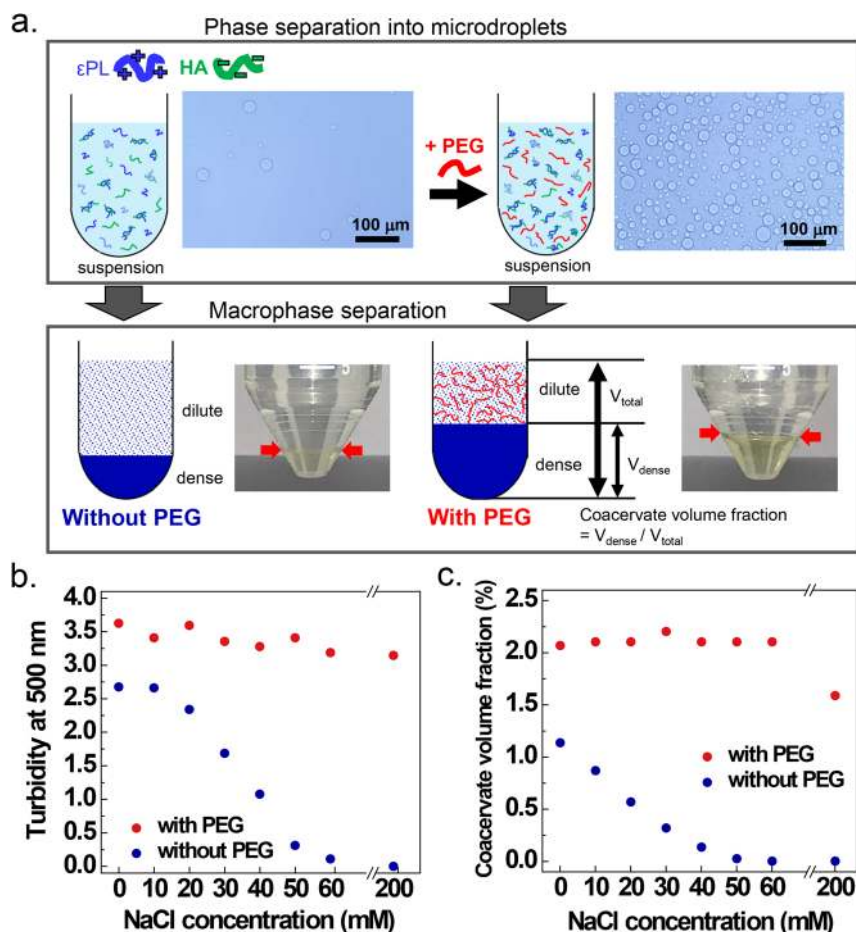 a.
Phase separation into microdroplets
εPL
HA
+ PEG
100 μm
100 μm
suspension
suspension
Macrophase separation
dilute
dense
Without PEG
dilute
dense
With PEG
Vtotal
Vdense
Coacervate volume fraction
= Vdense / Vtotal
b.
Turbidity at 500 nm
4.0
3.5
3.0
2.5
2.0
1.5
1.0
0.5
0.0
with PEG
without PEG
0 10 20 30 40 50 60 200
NaCl concentration (mM)
c.
Coacervate volume fraction (%)
2.5
2.0
1.5
1.0
0.5
0.0
with PEG
without PEG
0 10 20 30 40 50 60 200
NaCl concentration (mM)